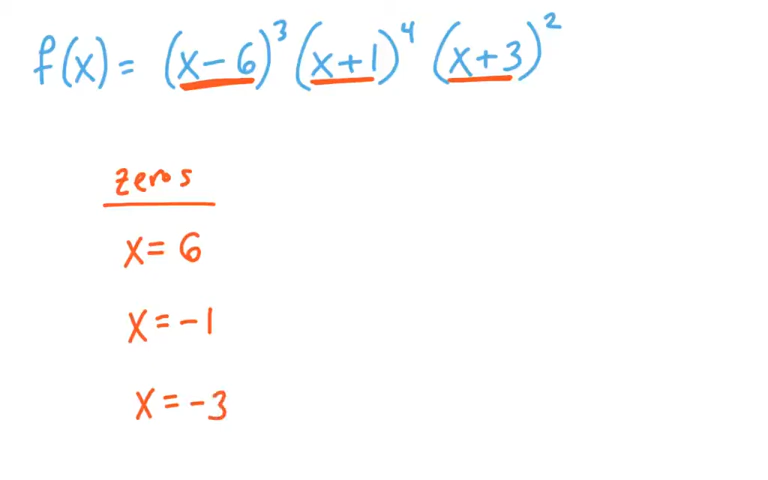 f(x) = (x-6)³ (x+1)⁴ (x+3)²
zeros
x = 6
x = -1
x = -3